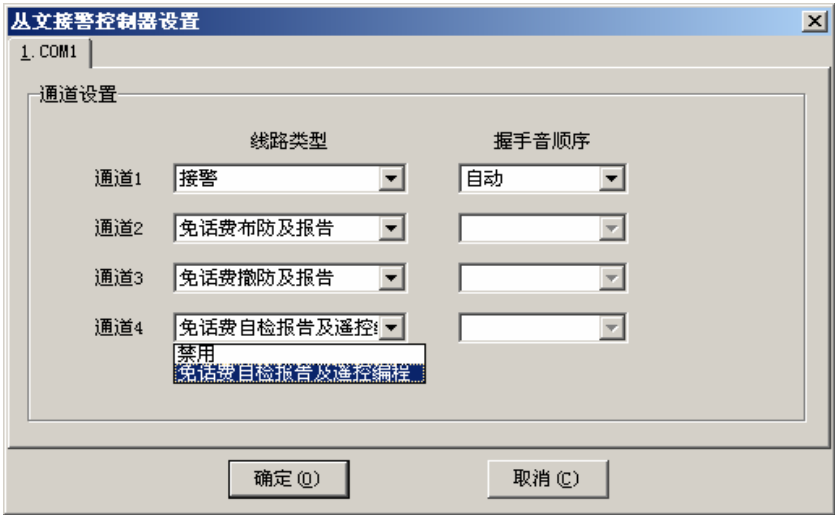 丛文接警控制器设置
1. COM1
通道设置
线路类型 握手音顺序
通道1 接警 自动
通道2 免话费布防及报告
通道3 免话费撤防及报告
通道4 免话费自检报告及遥控
禁用
免话费自检报告及遥控编程
确定(O) 取消(C)